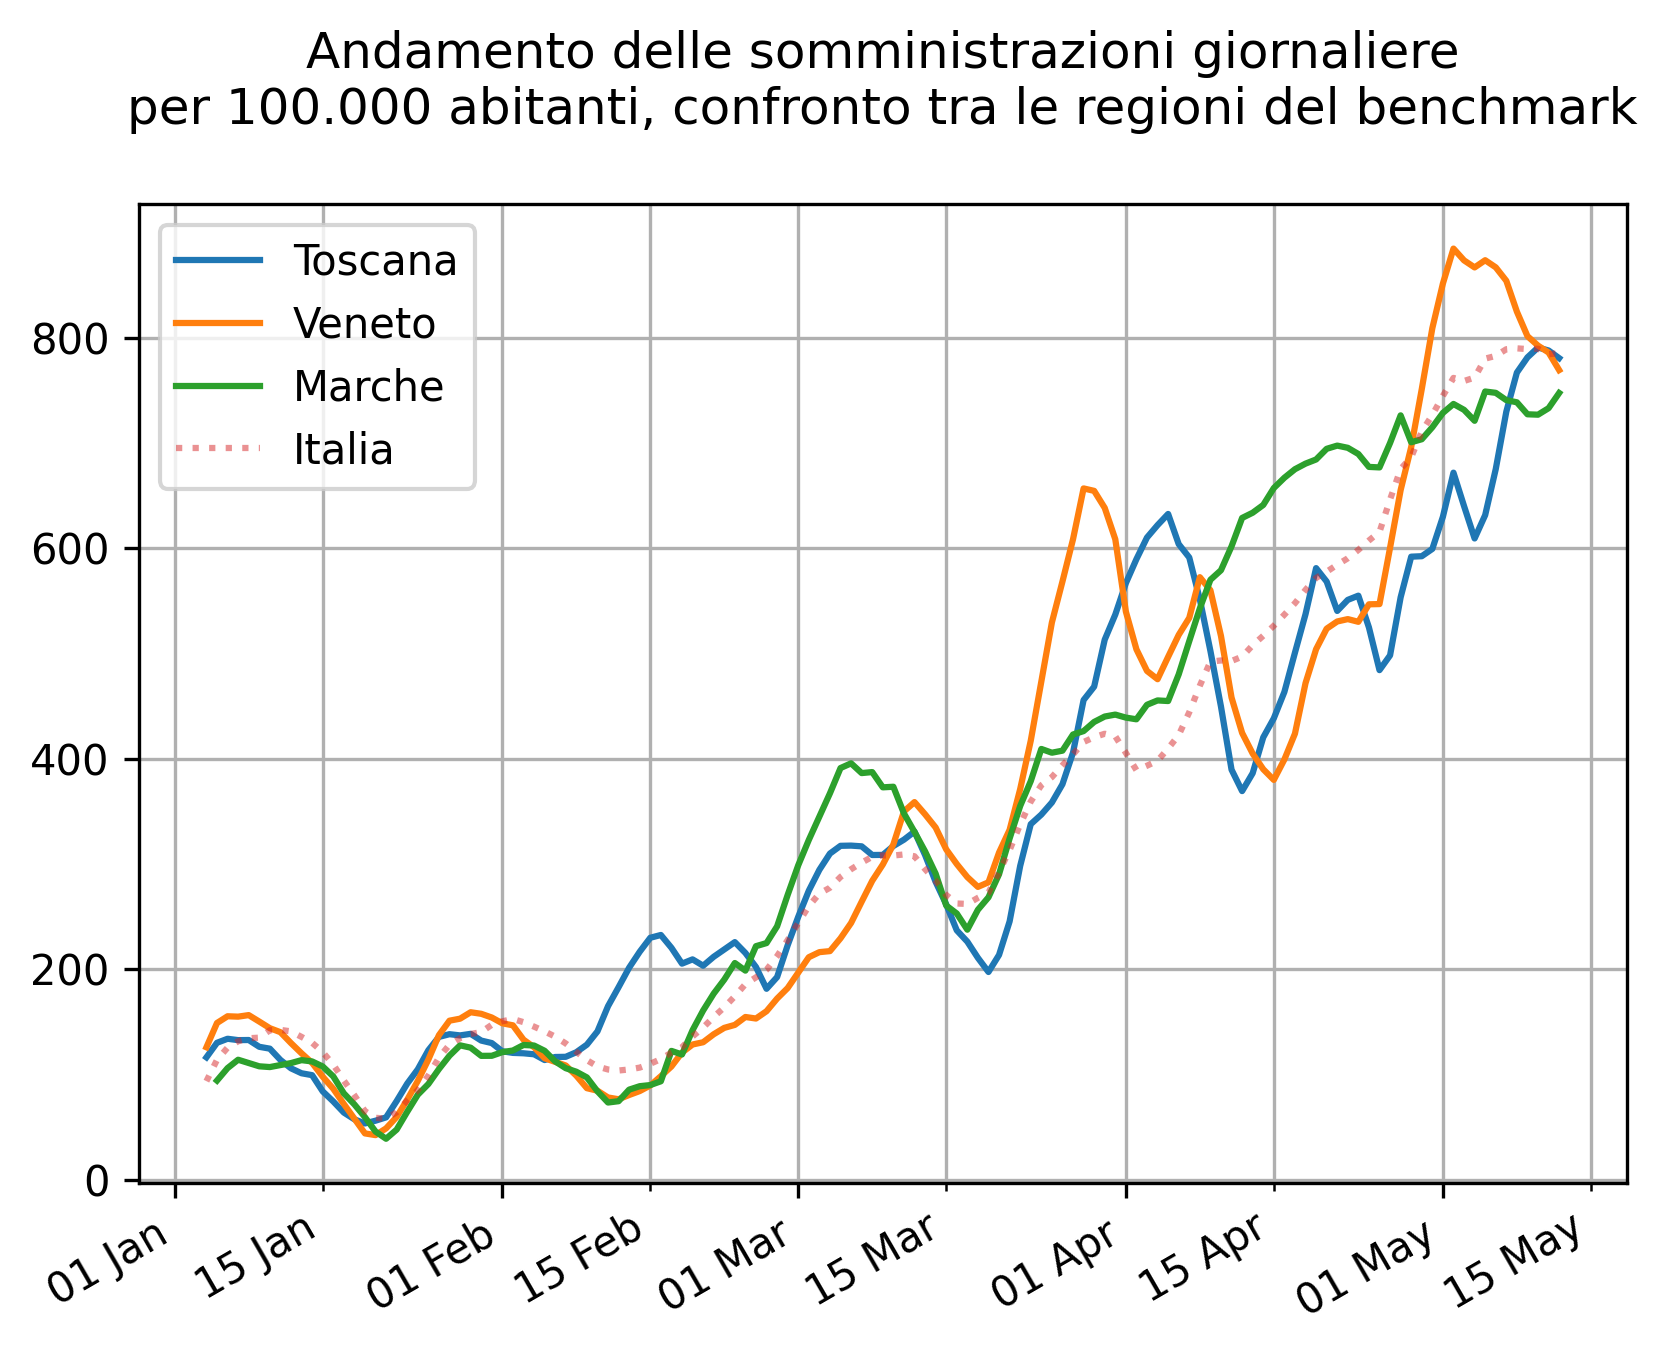 Andamento delle somministrazioni giornaliere
per 100.000 abitanti, confronto tra le regioni del benchmark
Toscana
Veneto
Marche
Italia
800
600
400
200
0
01 Jan
15 Jan
01 Feb
15 Feb
01 Mar
15 Mar
01 Apr
15 Apr
01 May
15 May